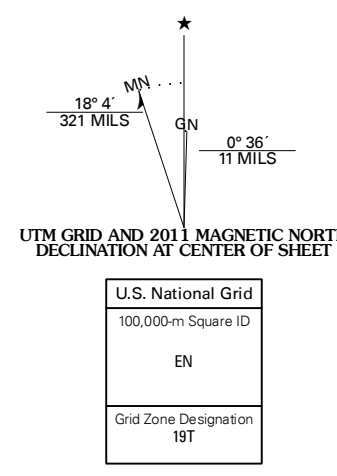 ★
MN
GN
18° 4´
321 MILS
0° 36´
11 MILS
UTM GRID AND 2011 MAGNETIC NORT
DECLINATION AT CENTER OF SHEET
U.S. National Grid
100,000-m Square ID
EN
Grid Zone Designation
19T